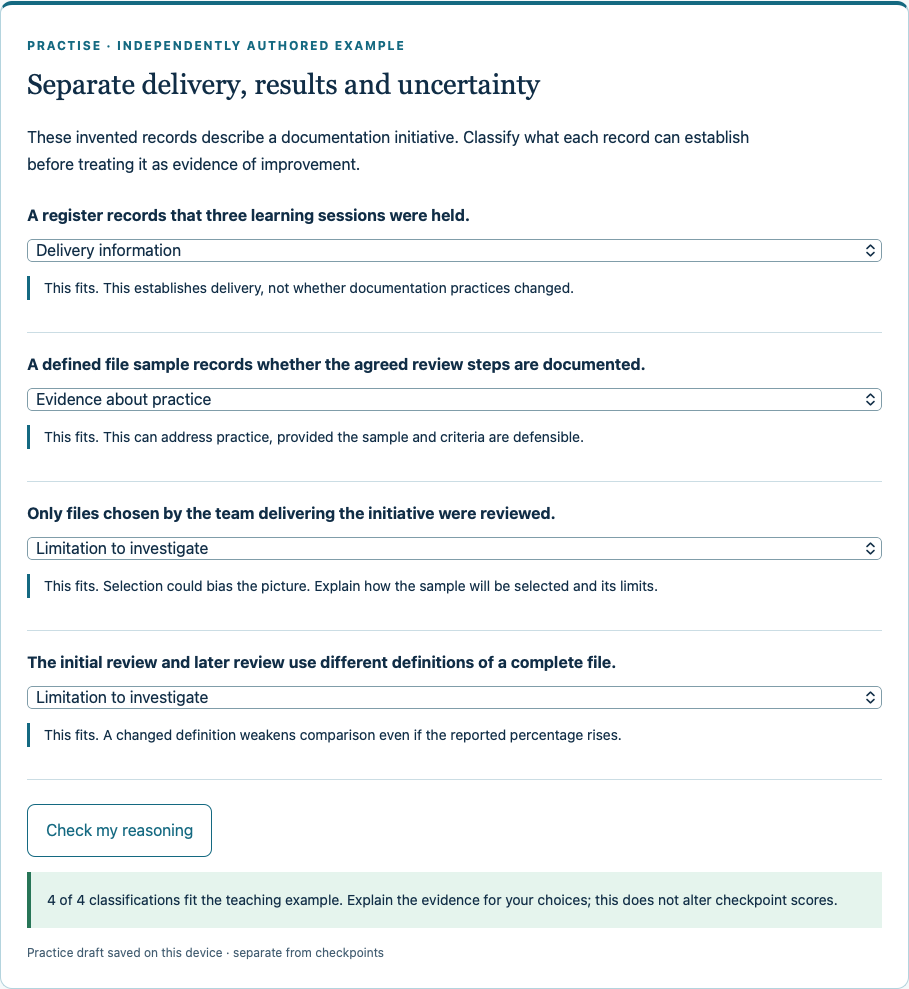 PRACTISE · INDEPENDENTLY AUTHORED EXAMPLE
Separate delivery, results and uncertainty
These invented records describe a documentation initiative. Classify what each record can establish
before treating it as evidence of improvement.
A register records that three learning sessions were held.
Delivery information
This fits. This establishes delivery, not whether documentation practices changed.
A defined file sample records whether the agreed review steps are documented.
Evidence about practice
This fits. This can address practice, provided the sample and criteria are defensible.
Only files chosen by the team delivering the initiative were reviewed.
Limitation to investigate
This fits. Selection could bias the picture. Explain how the sample will be selected and its limits.
The initial review and later review use different definitions of a complete file.
Limitation to investigate
This fits. A changed definition weakens comparison even if the reported percentage rises.
Check my reasoning
4 of 4 classifications fit the teaching example. Explain the evidence for your choices; this does not alter checkpoint scores.
Practice draft saved on this device · separate from checkpoints